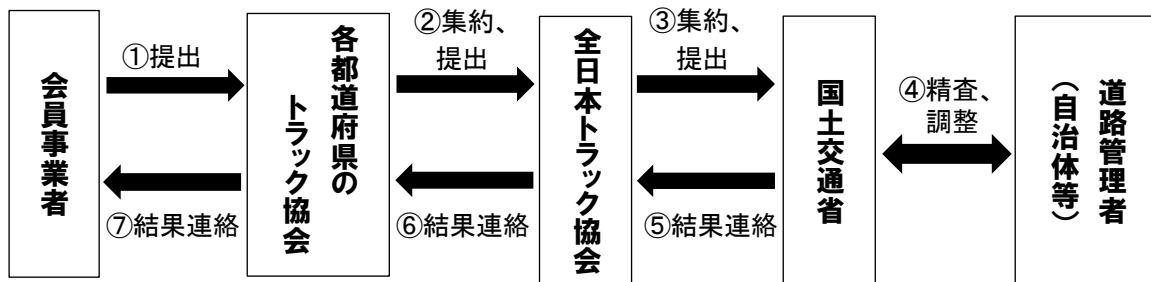 会員事業者
①提出
⑦結果連絡
各都道府県の
トラック協会
②集約、
提出
⑥結果連絡
全日本トラック協会
③集約、
提出
⑤結果連絡
国土交通省
④精査、
調整
道路管理者
（自治体等）